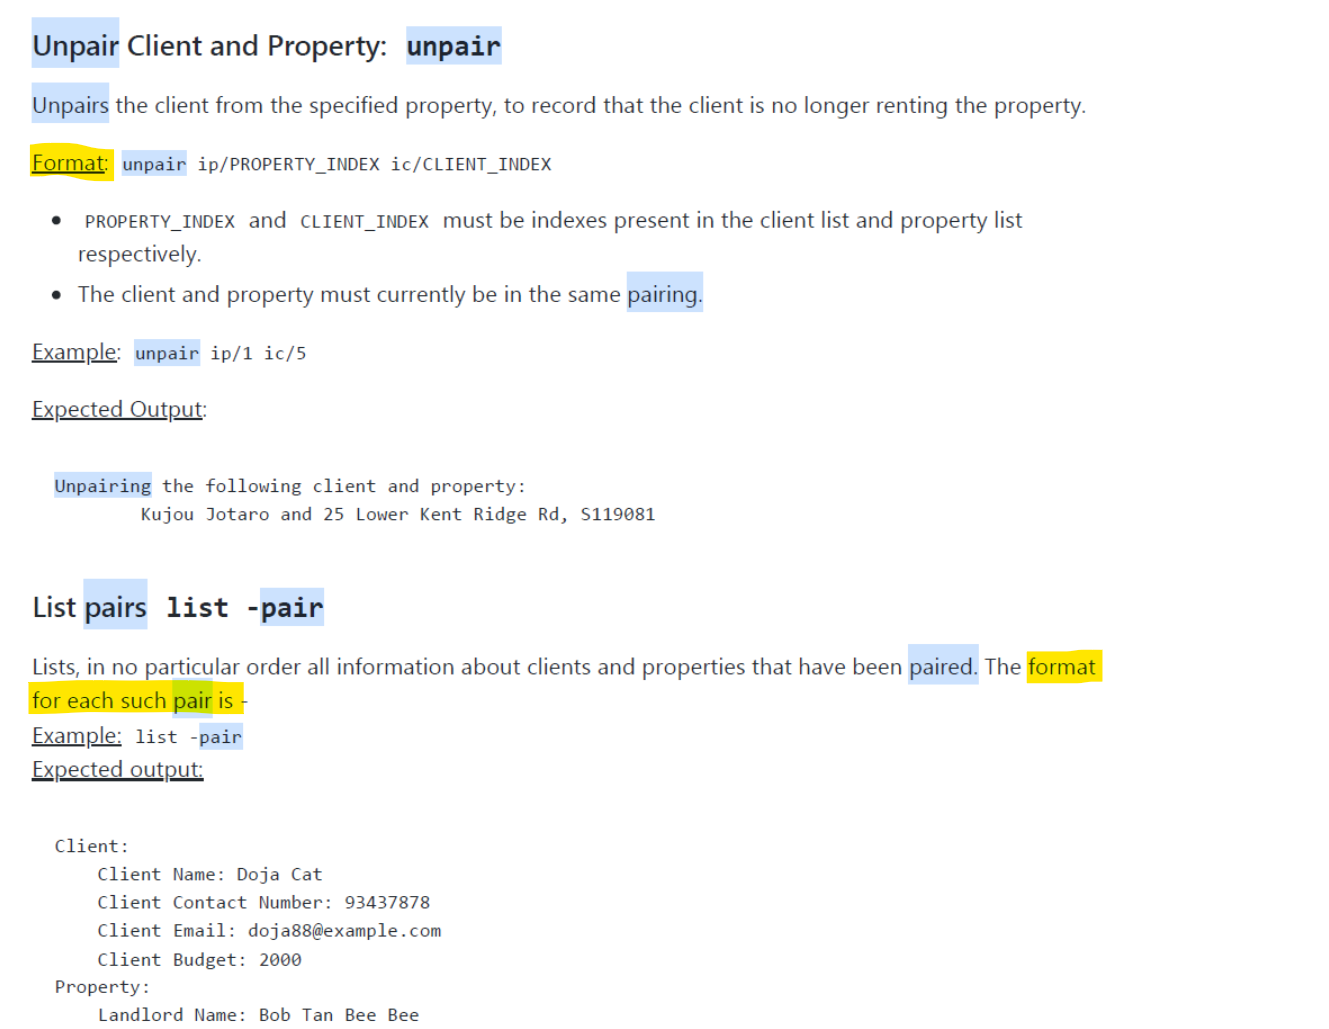 Unpair Client and Property: unpair
Unpairs the client from the specified property, to record that the client is no longer renting the property.
Format: unpair ip/PROPERTY_INDEX ic/CLIENT_INDEX
• PROPERTY_INDEX and CLIENT_INDEX must be indexes present in the client list and property list
respectively.
• The client and property must currently be in the same pairing.
Example: unpair ip/1 ic/5
Expected Output:
Unpairing the following client and property:
Kujou Jotaro and 25 Lower Kent Ridge Rd, S119081
List pairs list -pair
Lists, in no particular order all information about clients and properties that have been paired. The format
for each such pair is -
Example: list -pair
Expected output:
Client:
Client Name: Doja Cat
Client Contact Number: 93437878
Client Email: doja88@example.com
Client Budget: 2000
Property:
Landlord Name: Bob Tan Bee Bee